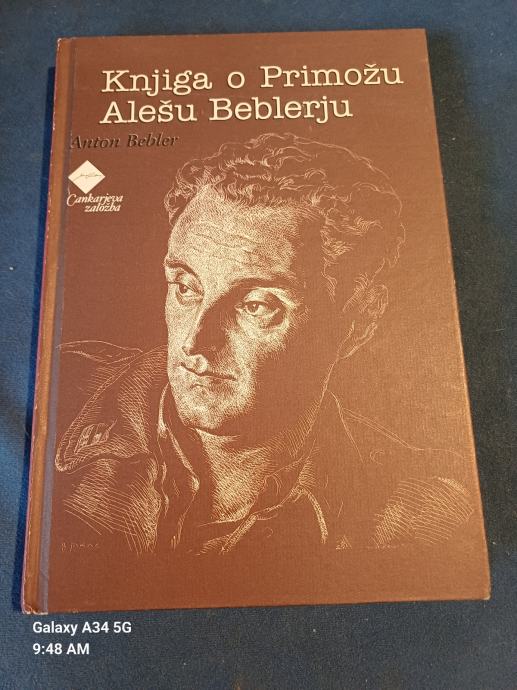 Knjiga o Primožu
Alešu Beblerju
Anton Bebler
Cankarjeva
založba
Galaxy A34 5G
9:48 AM